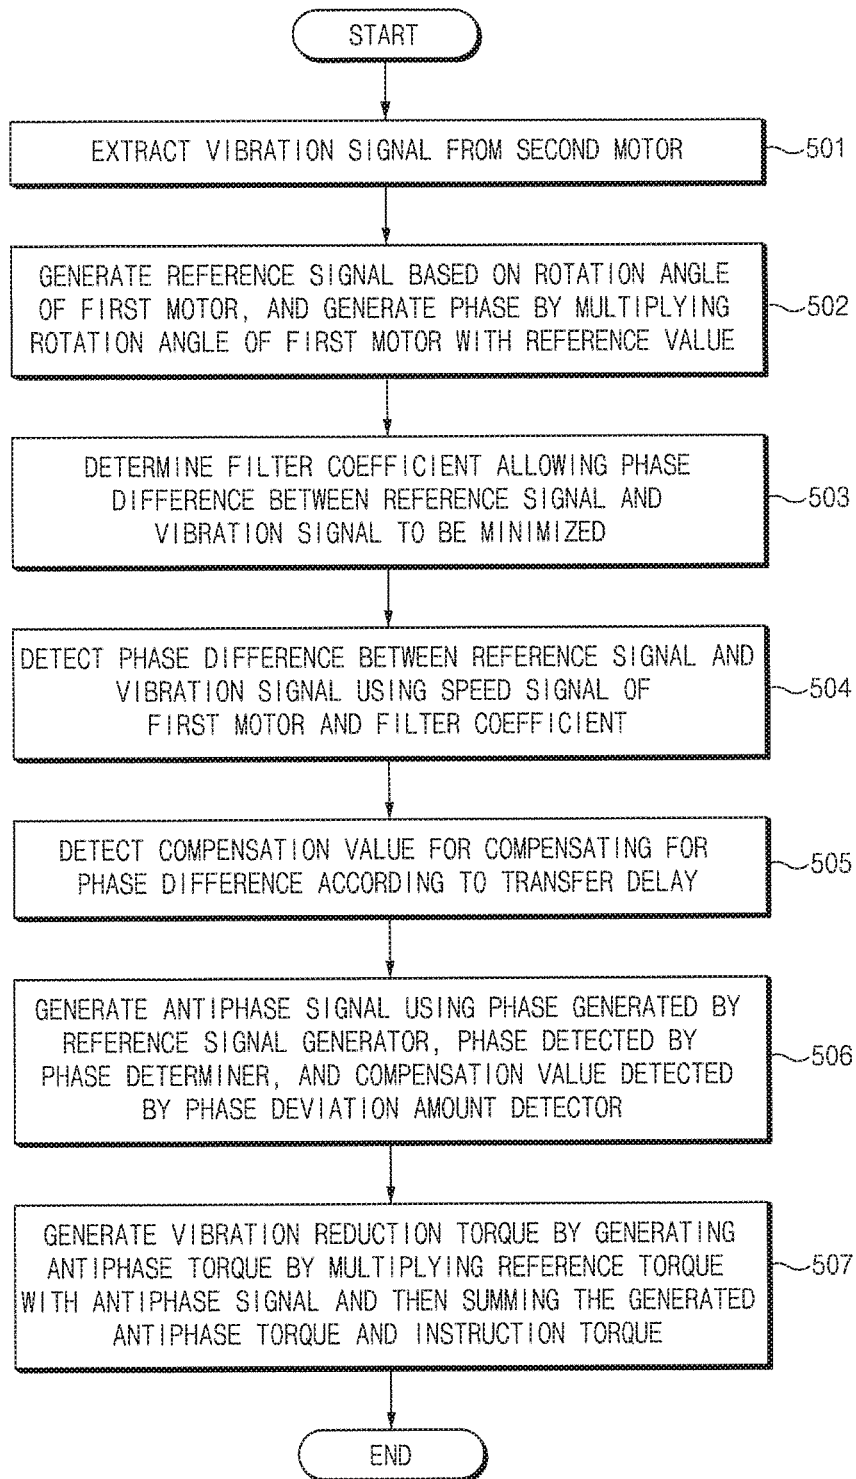 START
EXTRACT VIBRATION SIGNAL FROM SECOND MOTOR
501
GENERATE REFERENCE SIGNAL BASED ON ROTATION ANGLE
OF FIRST MOTOR, AND GENERATE PHASE BY MULTIPLYING
ROTATION ANGLE OF FIRST MOTOR WITH REFERENCE VALUE
502
DETERMINE FILTER COEFFICIENT ALLOWING PHASE
DIFFERENCE BETWEEN REFERENCE SIGNAL AND
VIBRATION SIGNAL TO BE MINIMIZED
503
DETECT PHASE DIFFERENCE BETWEEN REFERENCE SIGNAL AND
VIBRATION SIGNAL USING SPEED SIGNAL OF
FIRST MOTOR AND FILTER COEFFICIENT
504
DETECT COMPENSATION VALUE FOR COMPENSATING FOR
PHASE DIFFERENCE ACCORDING TO TRANSFER DELAY
505
GENERATE ANTIPHASE SIGNAL USING PHASE GENERATED BY
REFERENCE SIGNAL GENERATOR, PHASE DETECTED BY
PHASE DETERMINER, AND COMPENSATION VALUE DETECTED
BY PHASE DEVIATION AMOUNT DETECTOR
506
GENERATE VIBRATION REDUCTION TORQUE BY GENERATING
ANTIPHASE TORQUE BY MULTIPLYING REFERENCE TORQUE
WITH ANTIPHASE SIGNAL AND THEN SUMMING THE GENERATED
ANTIPHASE TORQUE AND INSTRUCTION TORQUE
507
END